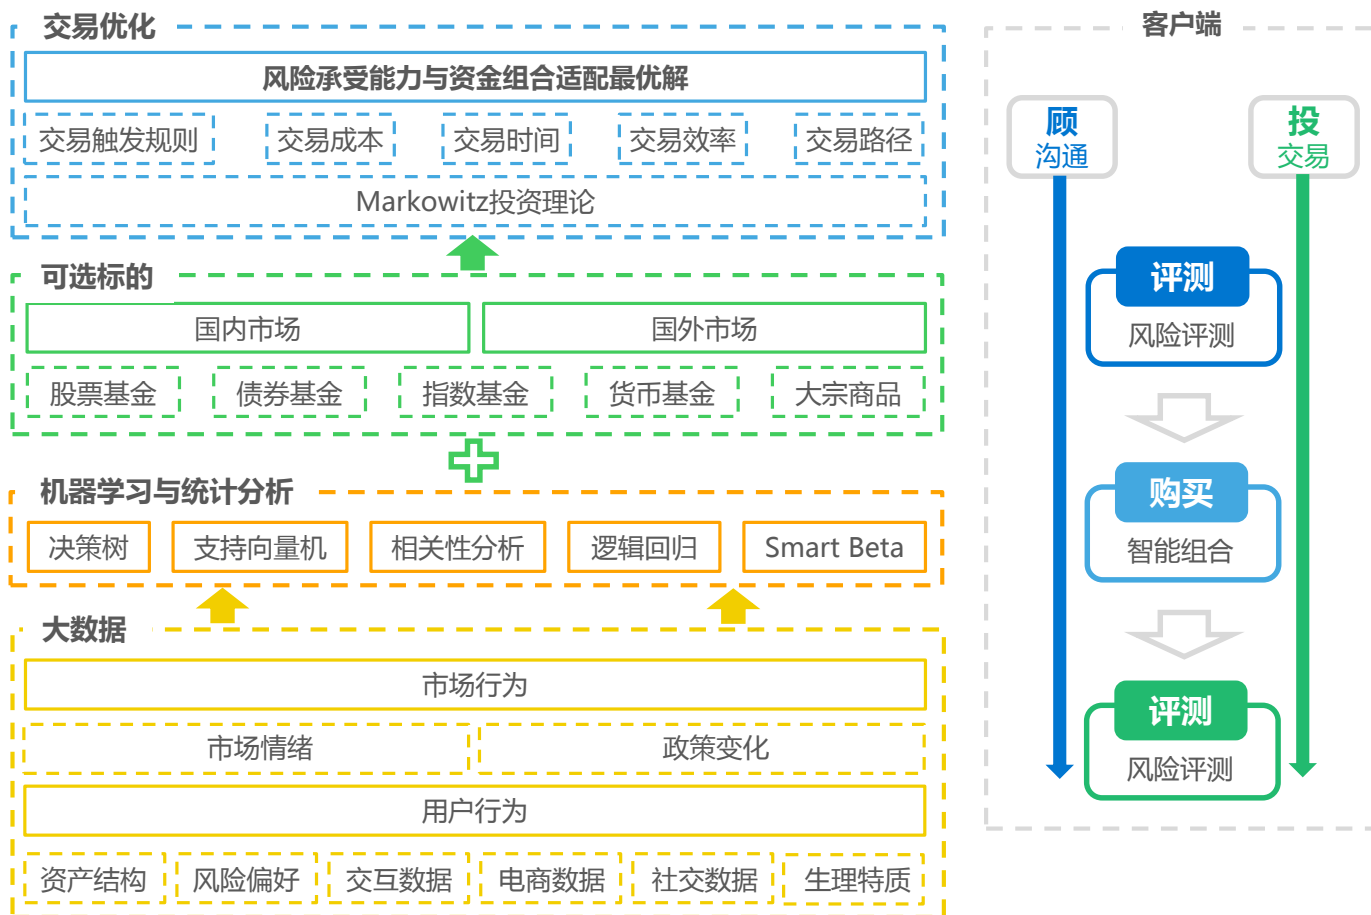 交易优化
风险承受能力与资金组合适配最优解
交易触发规则
交易成本
交易时间
交易效率
交易路径
Markowitz投资理论
可选标的
国内市场
国外市场
股票基金
债券基金
指数基金
货币基金
大宗商品
机器学习与统计分析
决策树
支持向量机
相关性分析
逻辑回归
Smart Beta
大数据
市场行为
市场情绪
政策变化
用户行为
资产结构
风险偏好
交互数据
电商数据
社交数据
生理特质
客户端
顾
沟通
投
交易
评测
风险评测
购买
智能组合
评测
风险评测